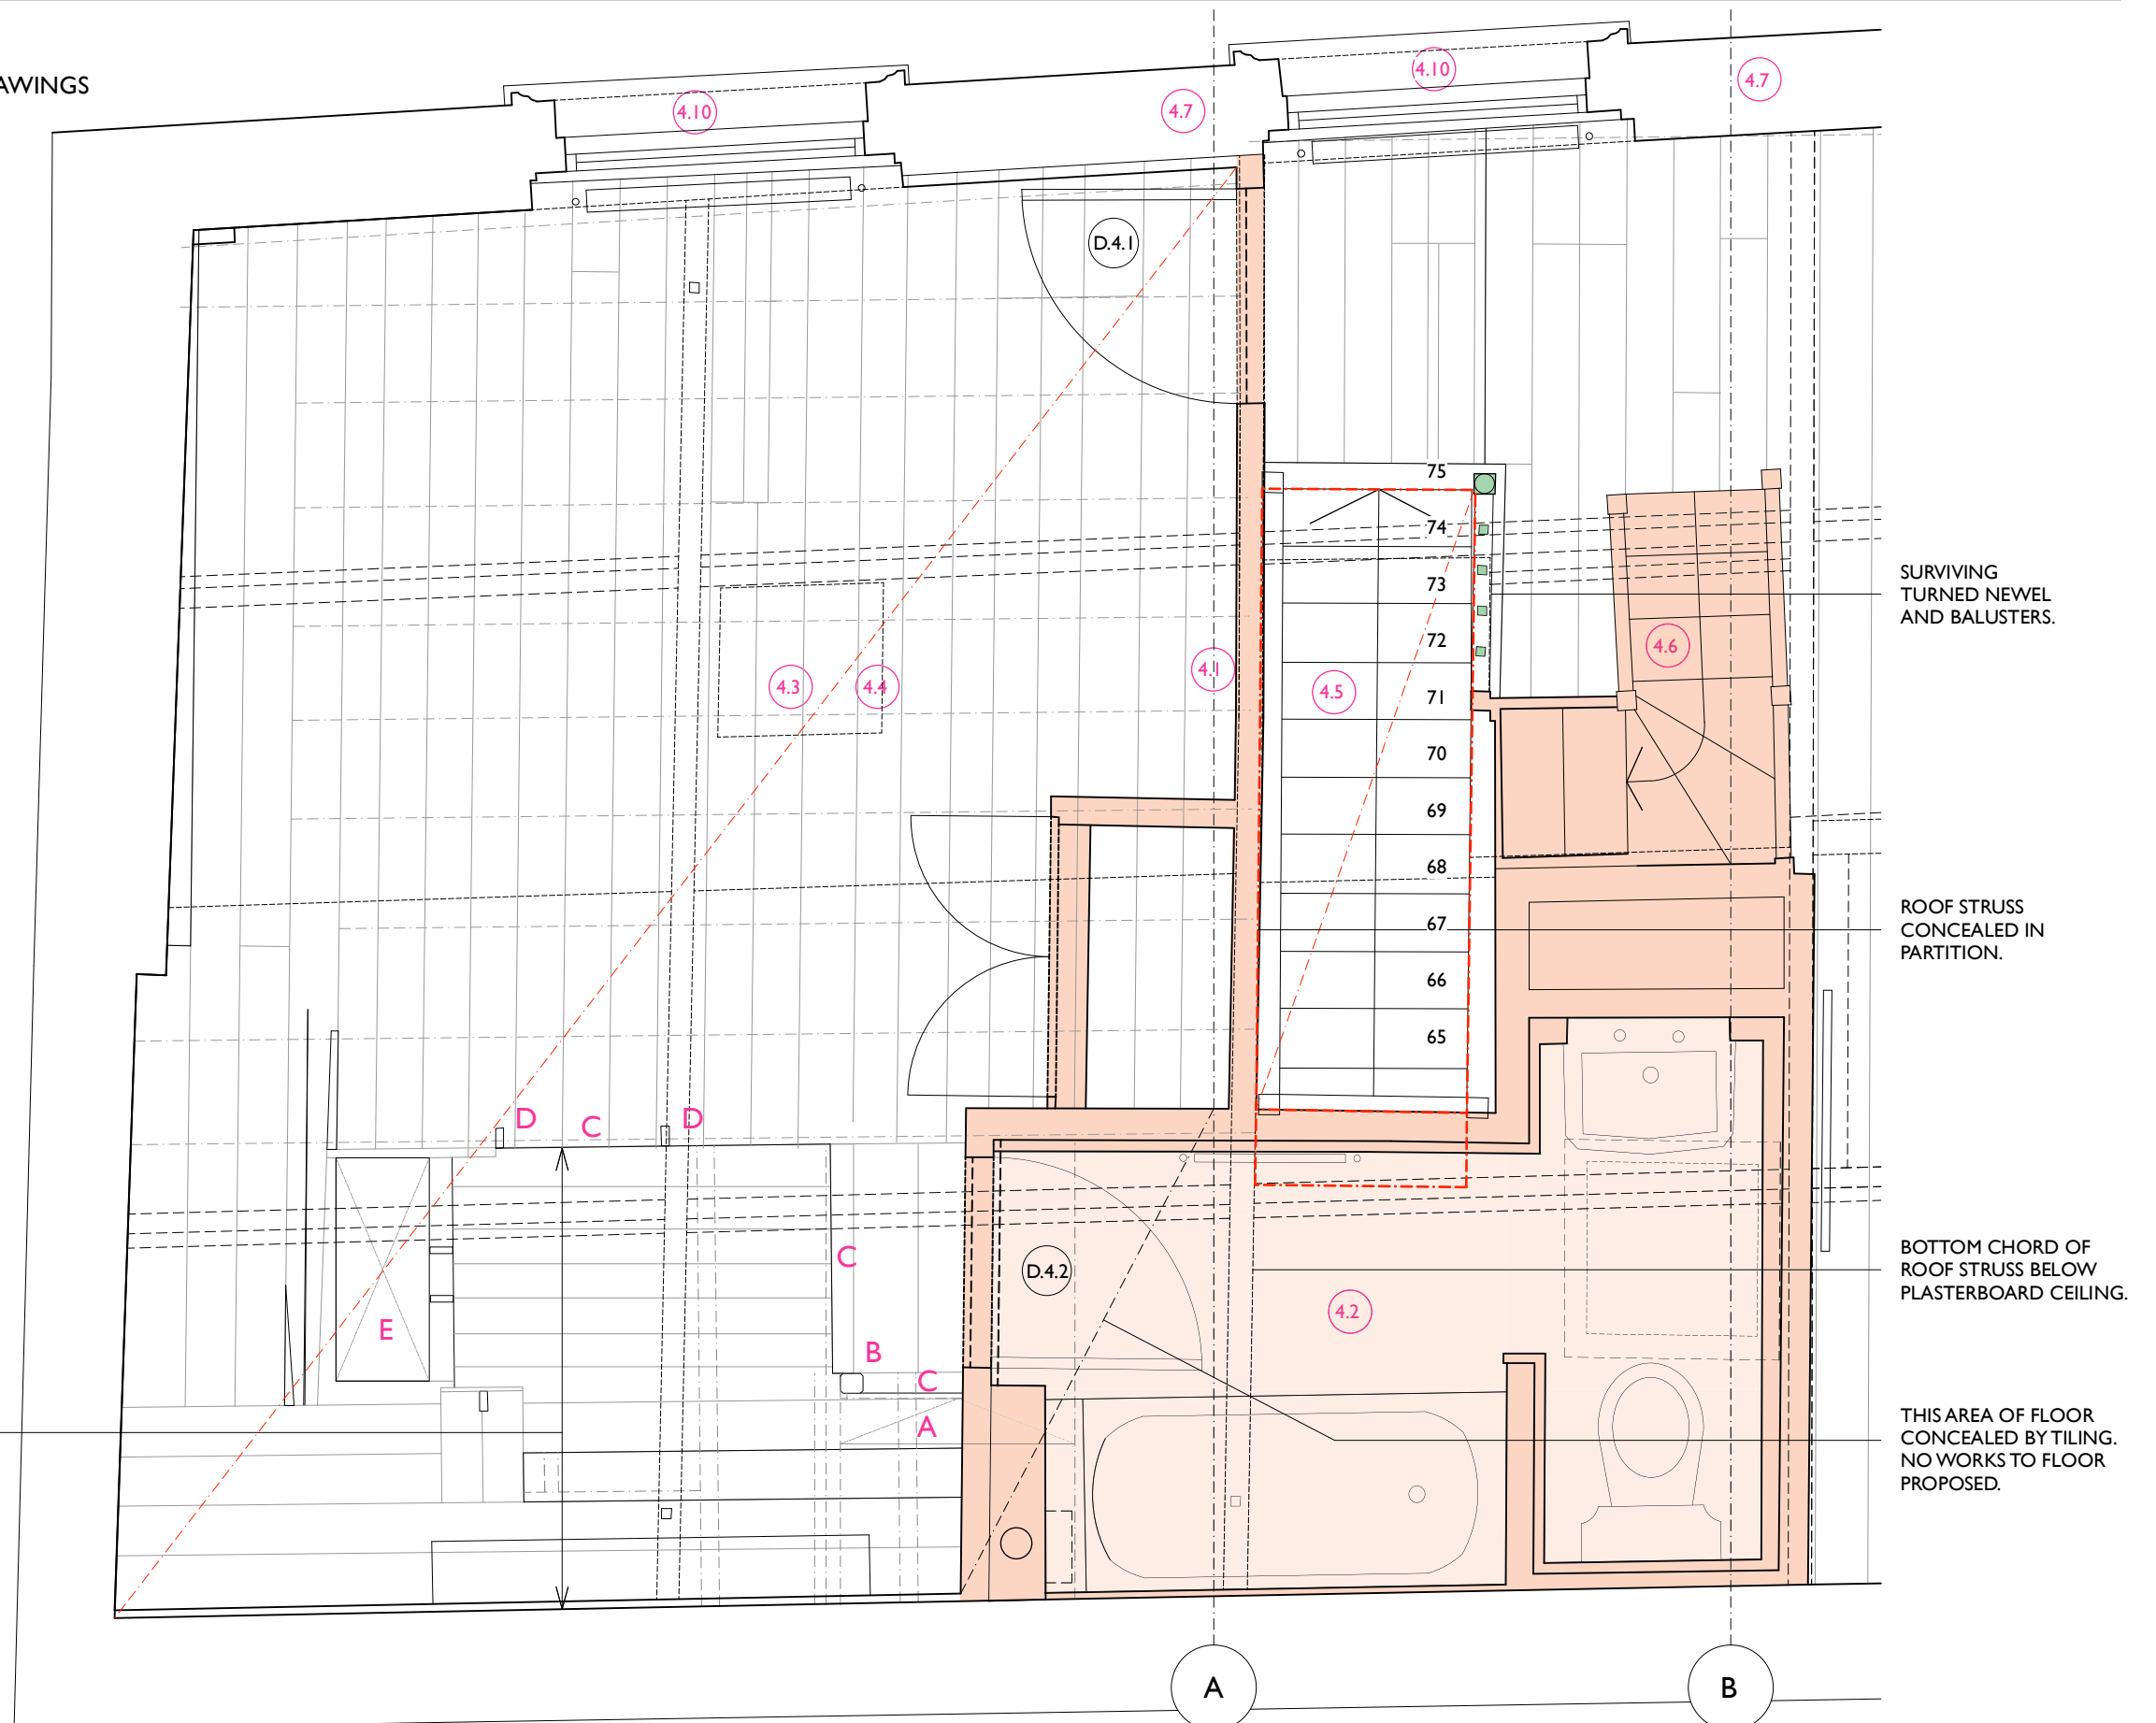 AWINGS
4.10
4.10
4.7
4.7
D.4.1
75
74
73
72
71
70
69
68
67
66
65
SURVIVING
TURNED NEWEL
AND BALUSTERS.
4.3
4.4
4.1
4.5
4.6
ROOF STRUSS
CONCEALED IN
PARTITION.
D
C
D
C
E
B
C
A
D.4.2
4.2
BOTTOM CHORD OF
ROOF STRUSS BELOW
PLASTERBOARD CEILING.
THIS AREA OF FLOOR
CONCEALED BY TILING.
NO WORKS TO FLOOR
PROPOSED.
A
B